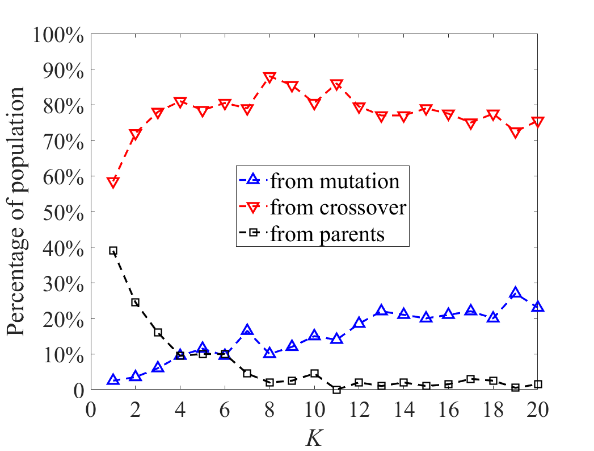 100%
90%
80%
70%
60%
50%
40%
30%
20%
10%
0
Percentage of population
from mutation
from crossover
from parents
0 2 4 6 8 10 12 14 16 18 20
K